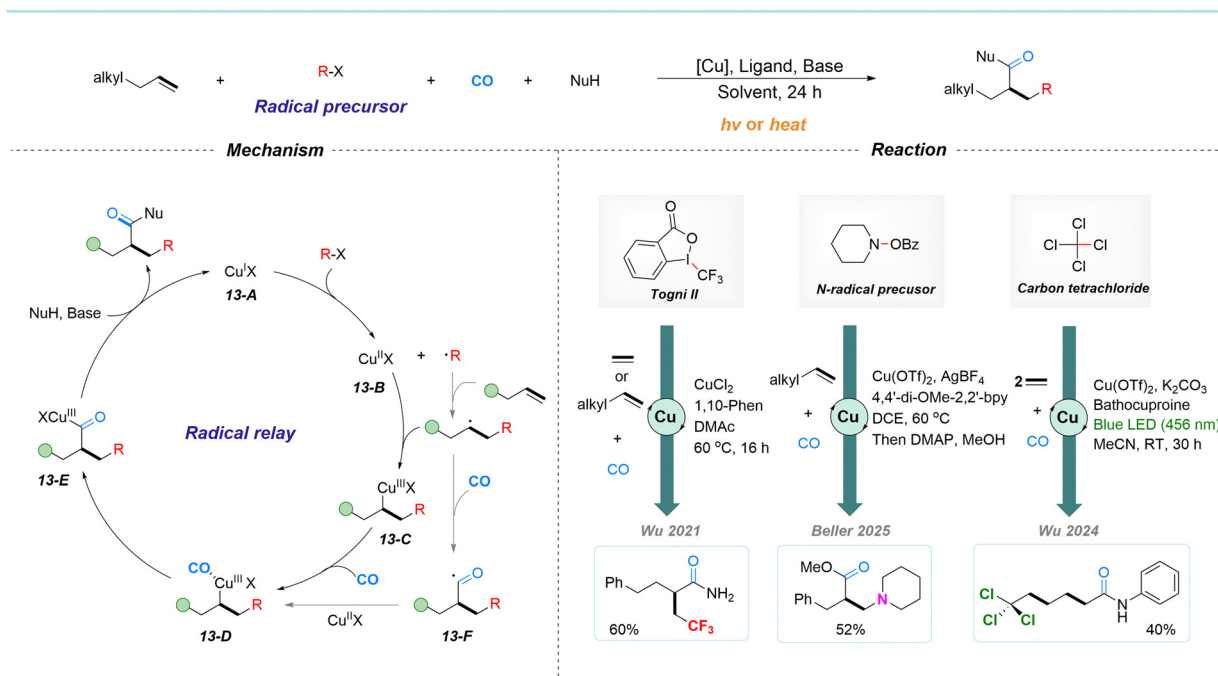 alkyl
+
R-X
+
CO
+
NuH
[Cu], Ligand, Base
Solvent, 24 h
hv or heat
Radical precursor
Nu
O
alkyl
R
Mechanism
Reaction
O
Nu
R
CuᴵX
13-A
R-X
NuH, Base
CuᴵᴵX
+
·R
13-B
XCuᴵᴵᴵ
O
R
13-E
Radical relay
R
CuᴵᴵᴵX
R
13-C
CO
CO
CO
Cuᴵᴵᴵ X
R
13-D
CuᴵᴵX
O
R
13-F
O
O
I
CF₃
Togni II
N
OBz
N-radical precusor
Cl
Cl
Cl
Cl
Carbon tetrachloride
or
alkyl
+
CO
Cu
CuCl₂
1,10-Phen
DMAc
60 ºC, 16 h
alkyl
+
CO
Cu
Cu(OTf)₂, AgBF₄
4,4'-di-OMe-2,2'-bpy
DCE, 60 ºC
Then DMAP, MeOH
2
+
CO
Cu
Cu(OTf)₂, K₂CO₃
Bathocuproine
Blue LED (456 nm)
MeCN, RT, 30 h
Wu 2021
Beller 2025
Wu 2024
Ph
O
NH₂
CF₃
60%
MeO
O
Ph
N
52%
Cl
Cl
Cl
O
N
H
40%